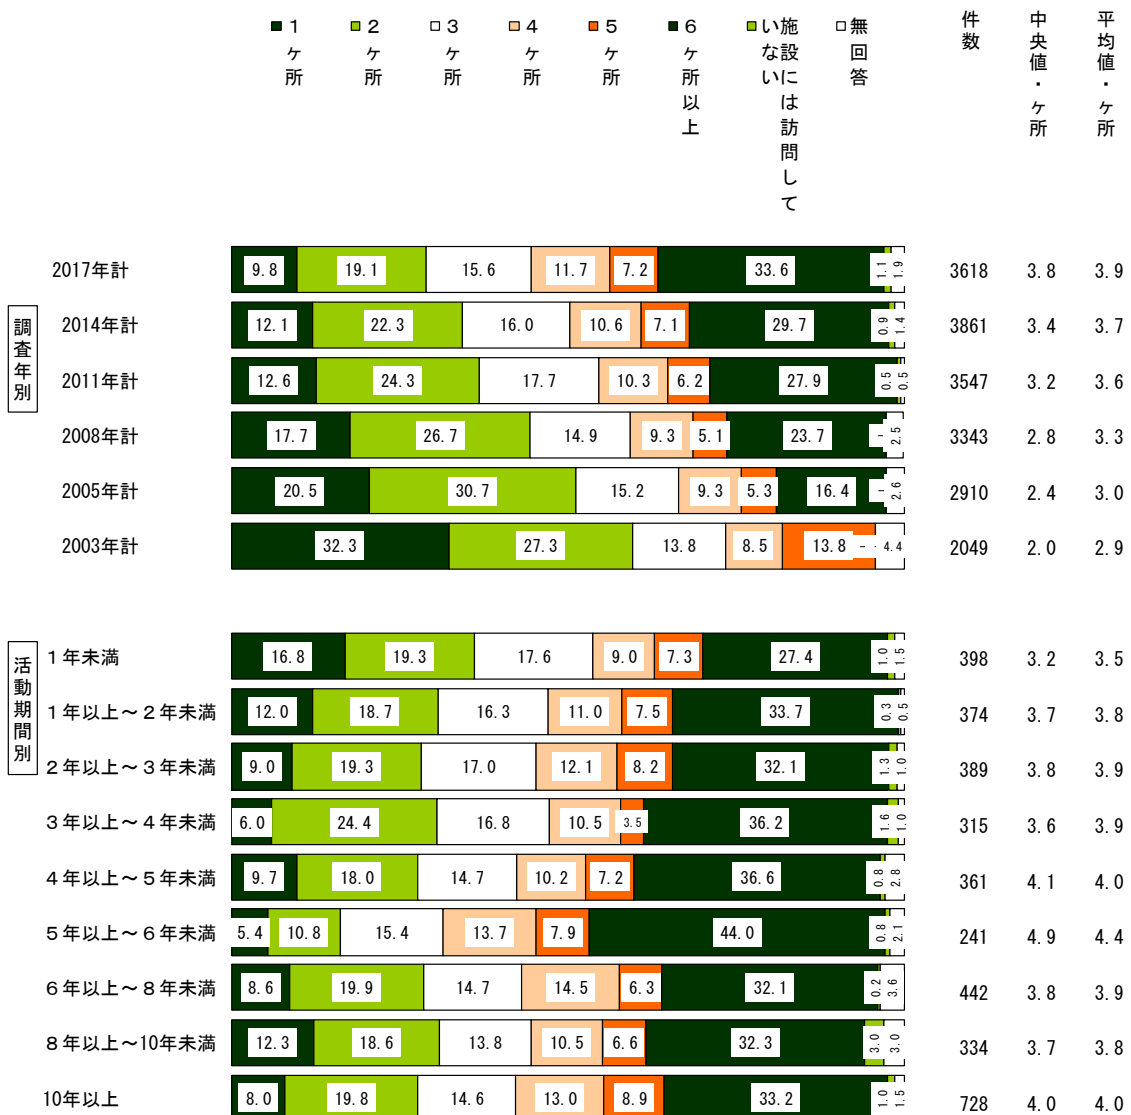 1ヶ所
2ヶ所
3ヶ所
4ヶ所
5ヶ所
6ヶ所以上
施設には訪問していない
無回答
件数
中央値・ヶ所
平均値・ヶ所
調査年別
2017年計 9.8 19.1 15.6 11.7 7.2 33.6 1.1 1.9 3618 3.8 3.9
2014年計 12.1 22.3 16.0 10.6 7.1 29.7 0.9 1.4 3861 3.4 3.7
2011年計 12.6 24.3 17.7 10.3 6.2 27.9 0.5 0.5 3547 3.2 3.6
2008年計 17.7 26.7 14.9 9.3 5.1 23.7 - 2.5 3343 2.8 3.3
2005年計 20.5 30.7 15.2 9.3 5.3 16.4 - 2.6 2910 2.4 3.0
2003年計 32.3 27.3 13.8 8.5 13.8 - - 4.4 2049 2.0 2.9
活動期間別
1年未満 16.8 19.3 17.6 9.0 7.3 27.4 1.0 1.5 398 3.2 3.5
1年以上～2年未満 12.0 18.7 16.3 11.0 7.5 33.7 0.3 0.5 374 3.7 3.8
2年以上～3年未満 9.0 19.3 17.0 12.1 8.2 32.1 1.3 1.0 389 3.8 3.9
3年以上～4年未満 6.0 24.4 16.8 10.5 3.5 36.2 1.6 1.0 315 3.6 3.9
4年以上～5年未満 9.7 18.0 14.7 10.2 7.2 36.6 0.8 2.8 361 4.1 4.0
5年以上～6年未満 5.4 10.8 15.4 13.7 7.9 44.0 0.8 2.1 241 4.9 4.4
6年以上～8年未満 8.6 19.9 14.7 14.5 6.3 32.1 0.2 3.6 442 3.8 3.9
8年以上～10年未満 12.3 18.6 13.8 10.5 6.6 32.3 3.0 3.0 334 3.7 3.8
10年以上 8.0 19.8 14.6 13.0 8.9 33.2 1.0 1.5 728 4.0 4.0